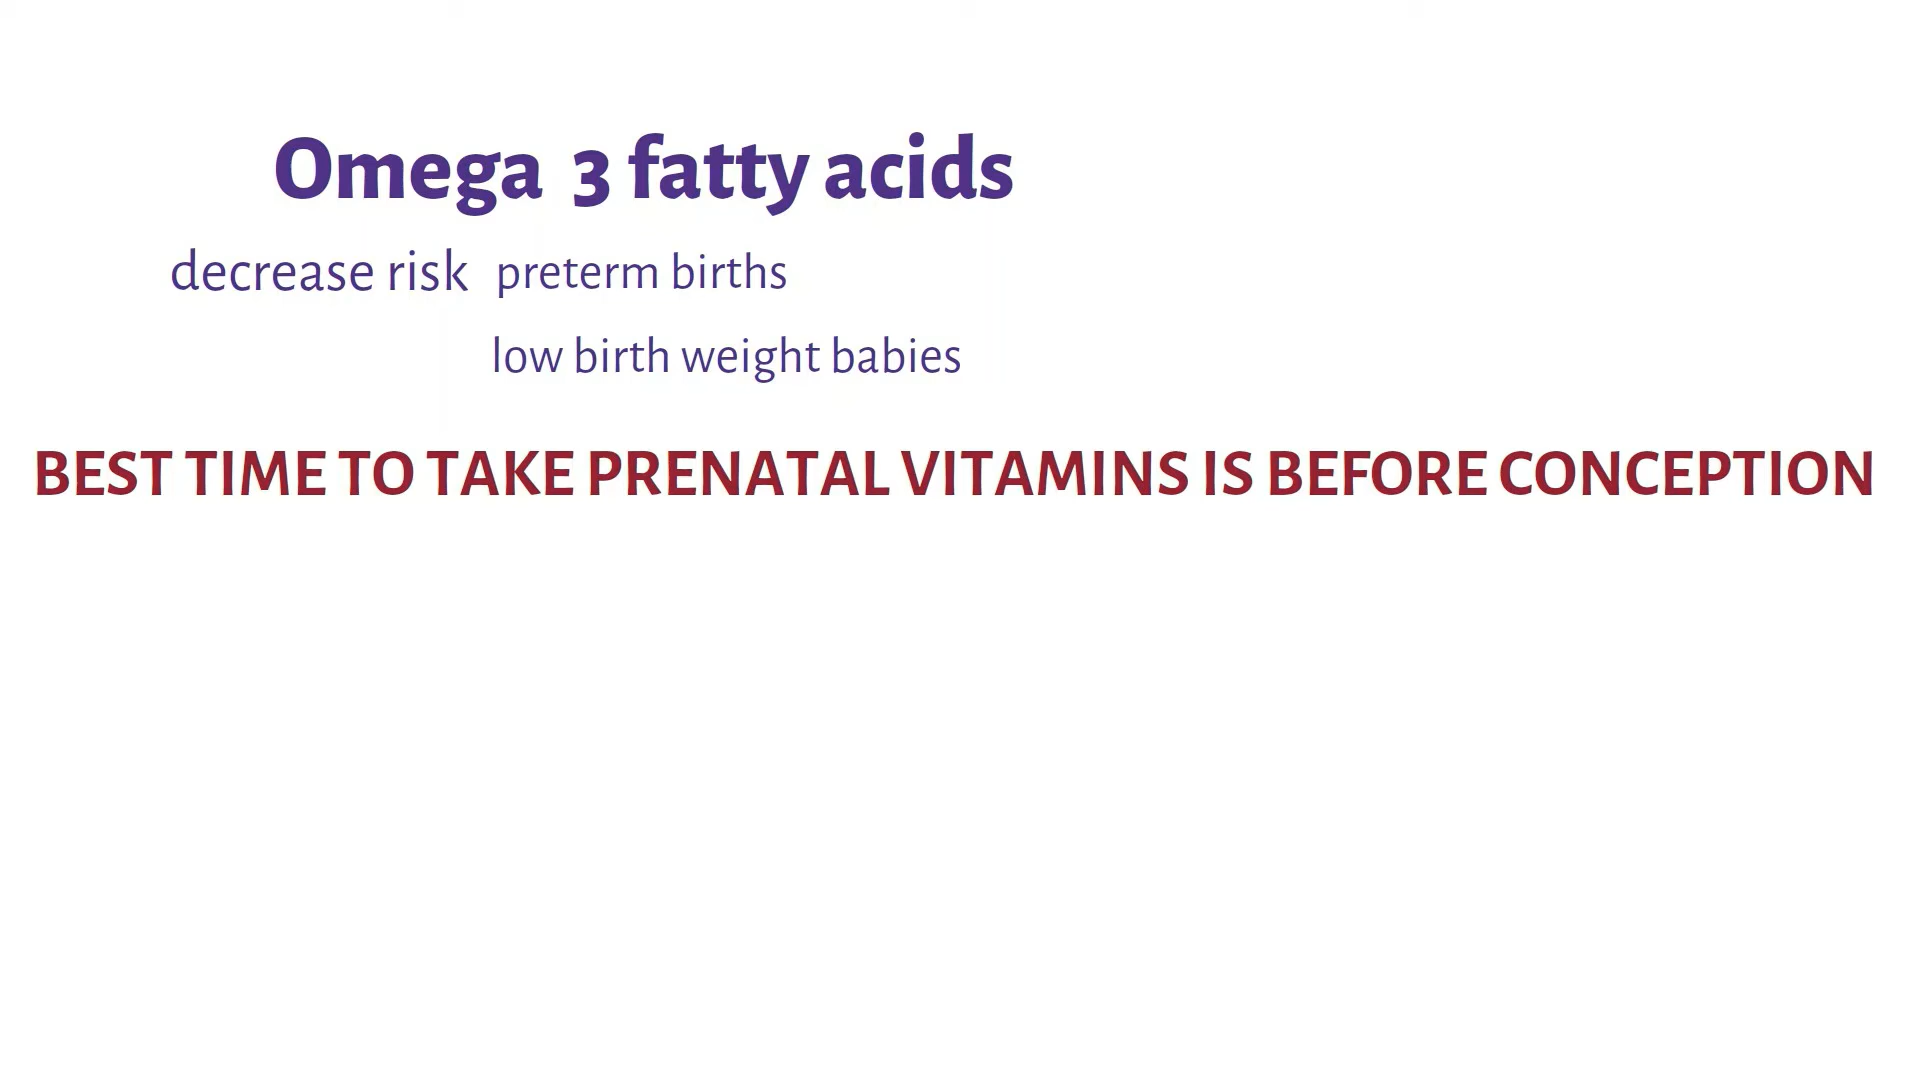 Omega 3 fatty acids
decrease risk preterm births
low birth weight babies
BEST TIME TO TAKE PRENATAL VITAMINS IS BEFORE CONCEPTION